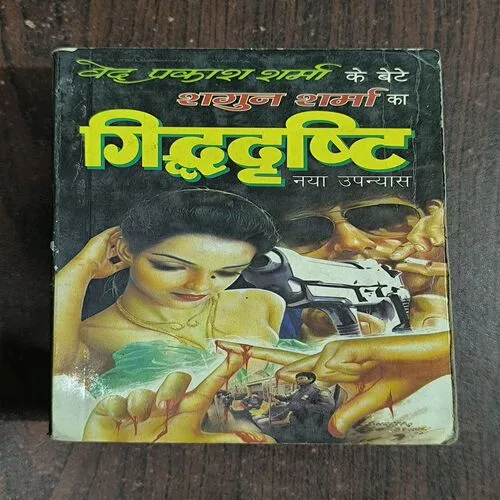 वेद प्रकाश शर्मा के बेटे
शगुन शर्मा का
गिद्धदृष्टि
नया उपन्यास